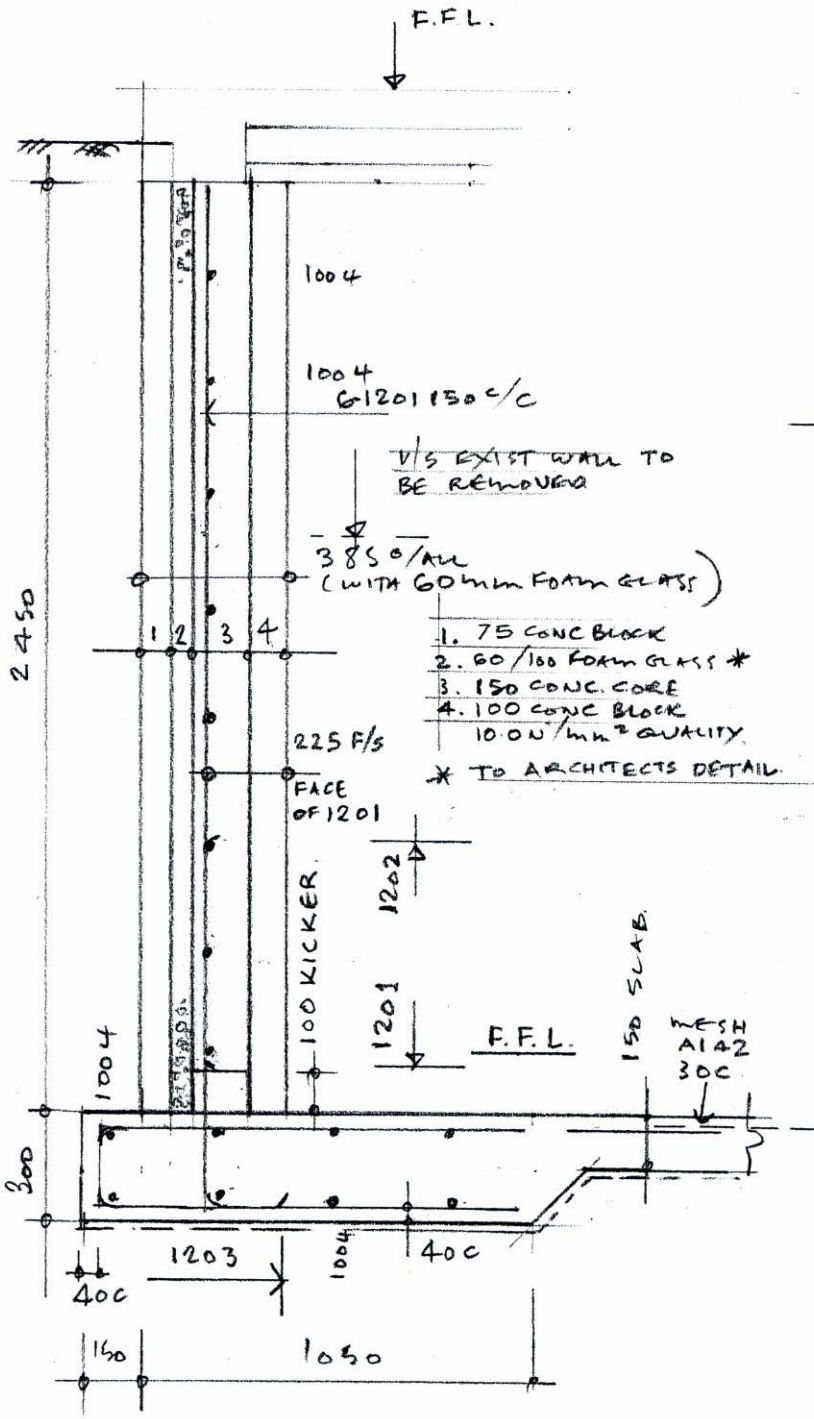 F.F.L.
1004
1004
61201 150 c/c
U/S EXIST WALL TO
BE REMOVED
385 O/ALL
(WITH 60mm FOAM GLASS)
2450
1 2 3 4
1. 75 CONC BLOCK
2. 60/100 FOAM GLASS *
3. 150 CONC. CORE
4. 100 CONC BLOCK
10.0N/mm² QUALITY
* TO ARCHITECTS DETAIL
225 F/S
FACE
OF 1201
1202
100 KICKER
1201
F.F.L.
150 SLAB.
MESH
A142
30C
1004
300
1203
1004
40C
40C
150
1050